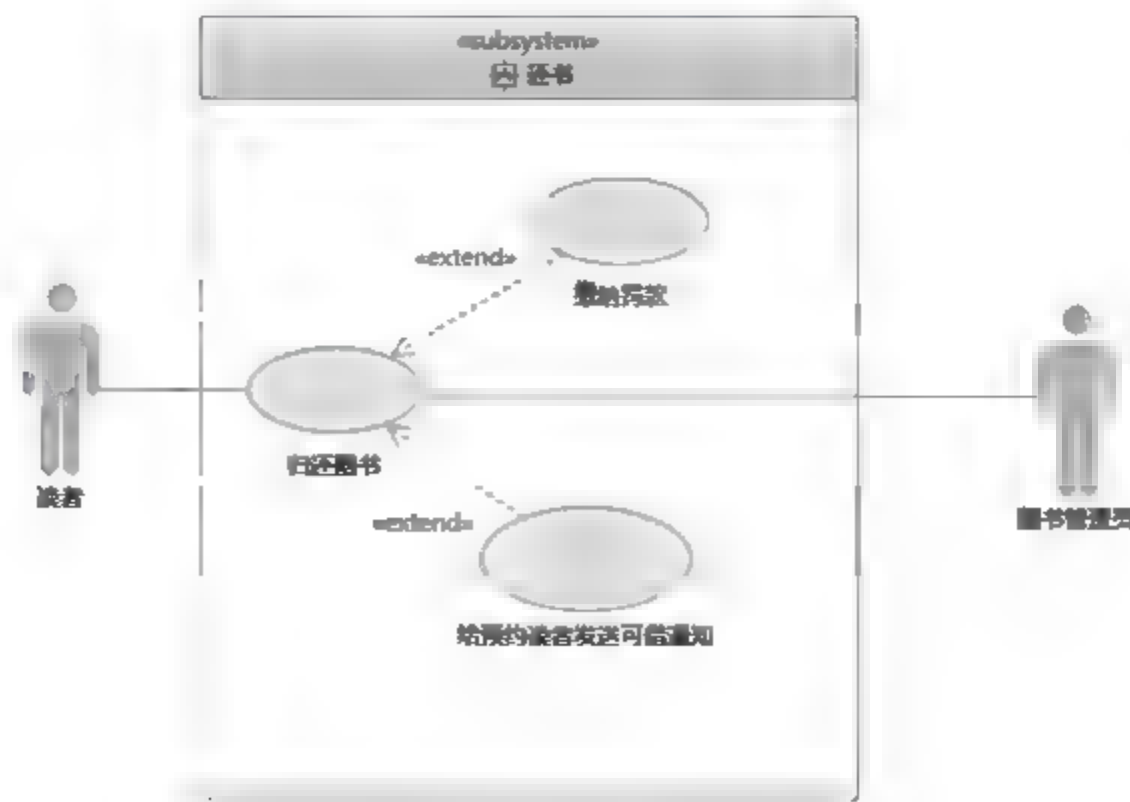 «subsystem»
还书
«extend»
缴纳罚款
归还图书
读者
«extend»
图书管理员
给预约读者发送可借通知